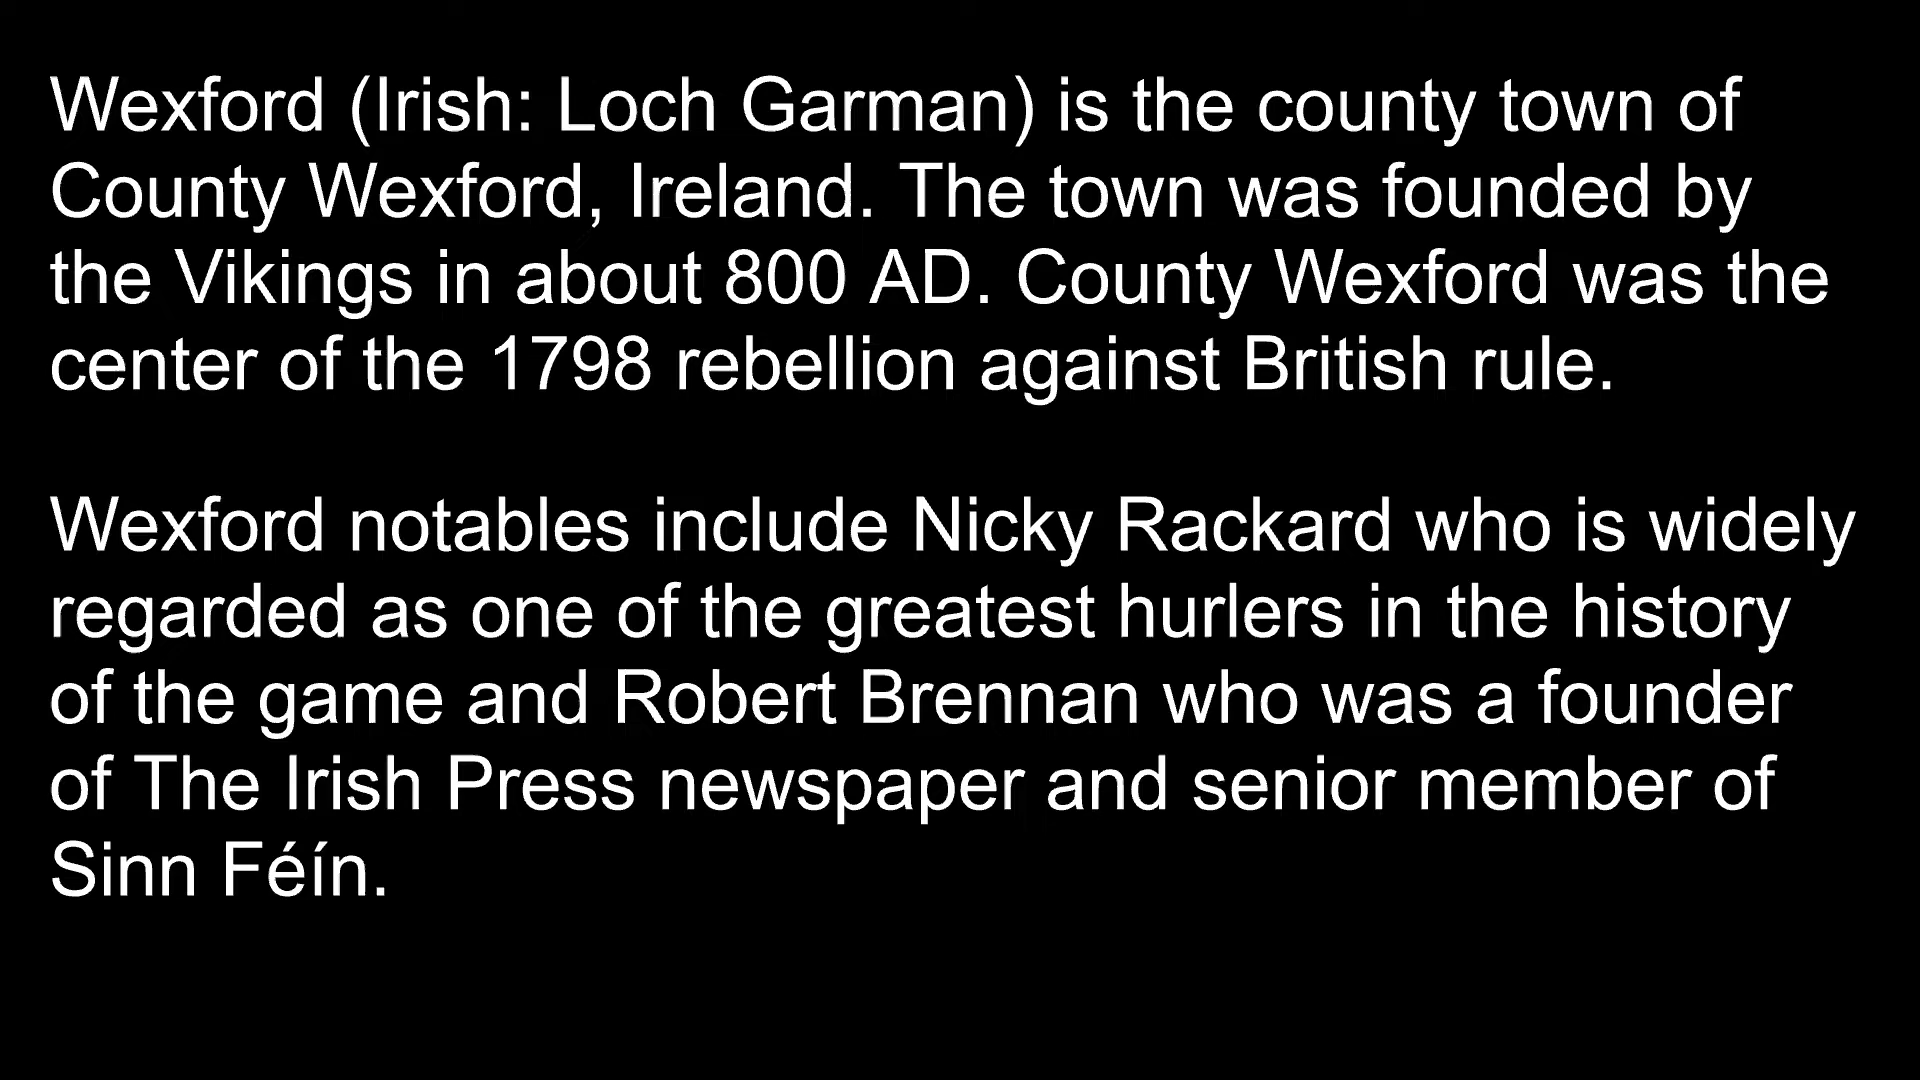 Wexford (Irish: Loch Garman) is the county town of
County Wexford, Ireland. The town was founded by
the Vikings in about 800 AD. County Wexford was the
center of the 1798 rebellion against British rule.
Wexford notables include Nicky Rackard who is widely
regarded as one of the greatest hurlers in the history
of the game and Robert Brennan who was a founder
of The Irish Press newspaper and senior member of
Sinn Féín.